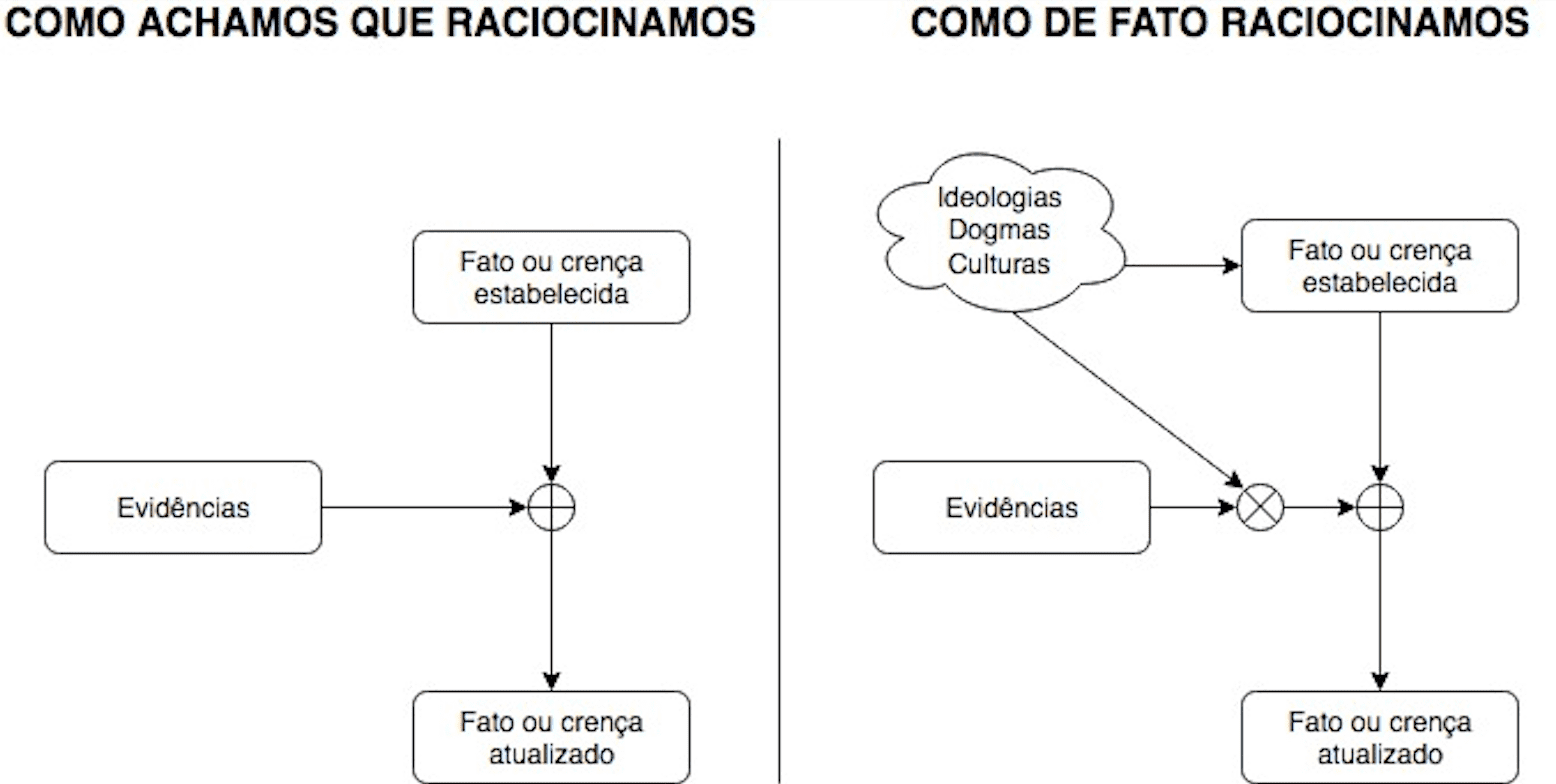 COMO ACHAMOS QUE RACIOCINAMOS
Fato ou crença
estabelecida
Evidências
Fato ou crença
atualizado
COMO DE FATO RACIOCINAMOS
Ideologias
Dogmas
Culturas
Fato ou crença
estabelecida
Evidências
Fato ou crença
atualizado